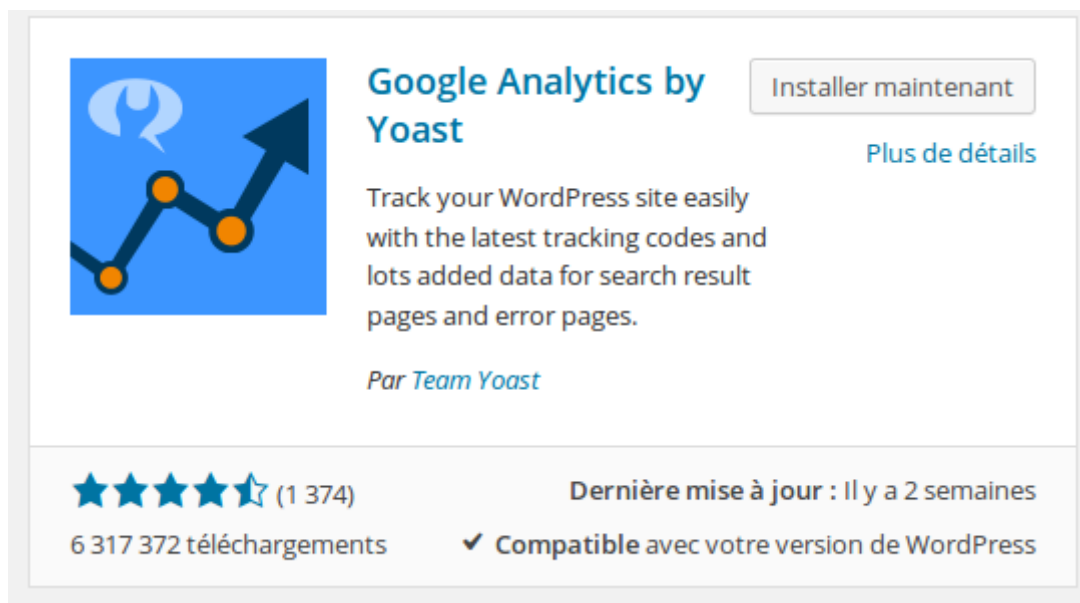 Google Analytics by
Yoast
Installer maintenant
Plus de détails
Track your WordPress site easily
with the latest tracking codes and
lots added data for search result
pages and error pages.
Par Team Yoast
(1 374)
6 317 372 téléchargements
Dernière mise à jour : Il y a 2 semaines
✔ Compatible avec votre version de WordPress